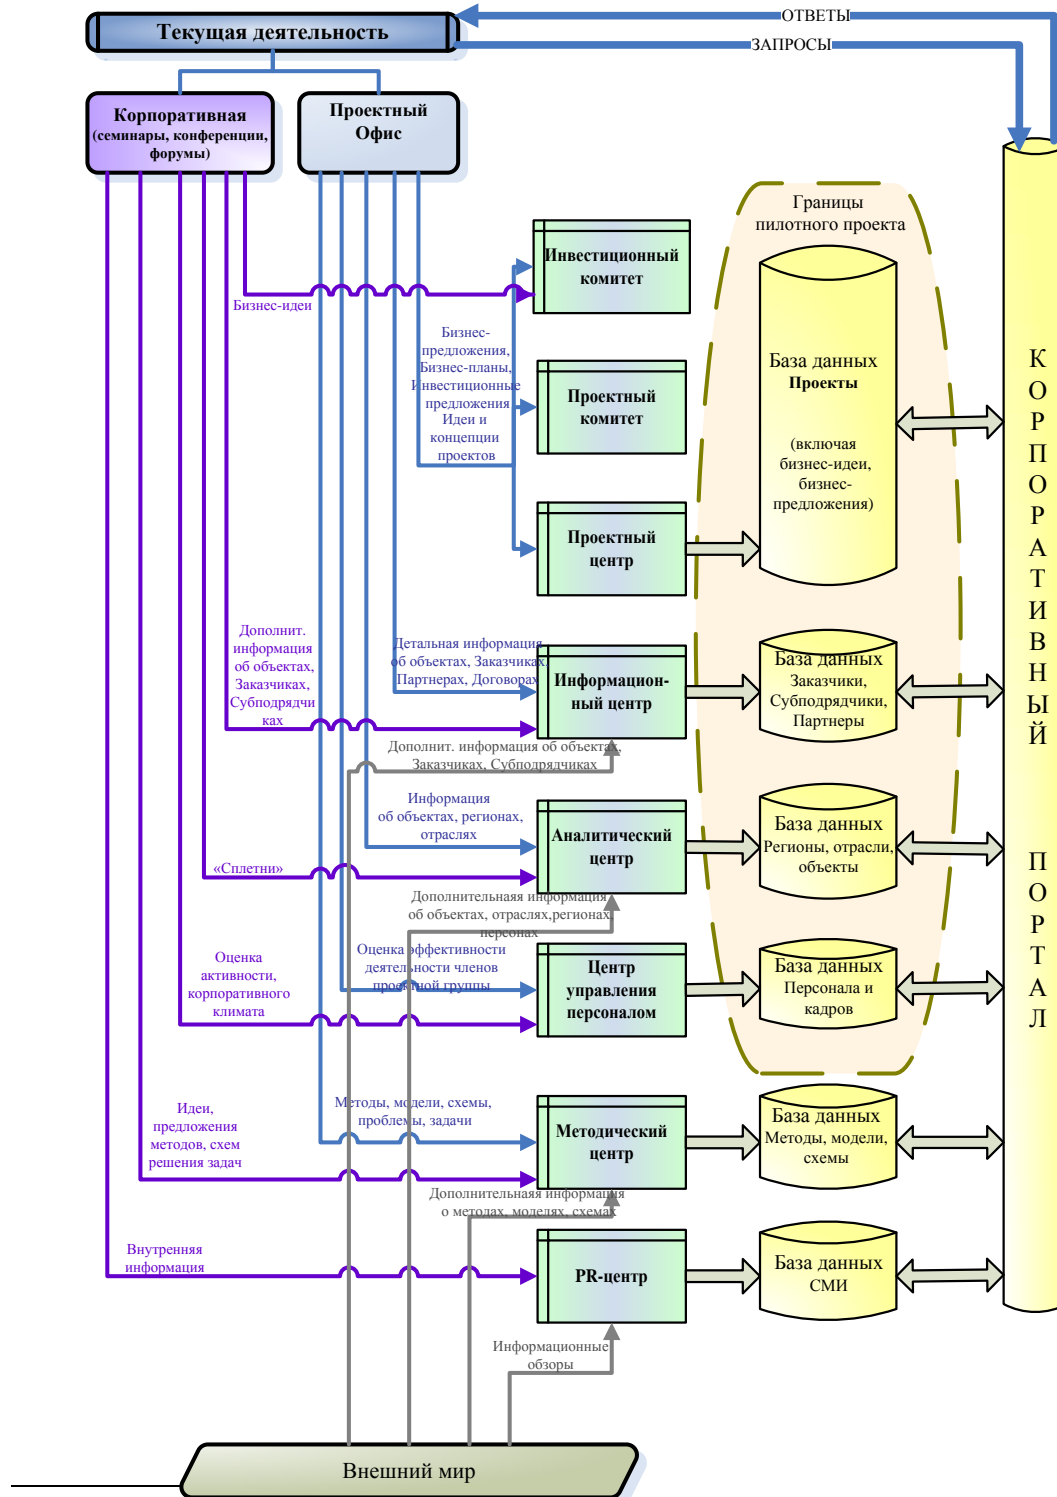 ОТВЕТЫ
Текущая деятельность
ЗАПРОСЫ
Корпоративная
(семинары, конференции,
форумы)
Проектный
Офис
Границы
пилотного проекта
Инвестиционный
комитет
Бизнес-идеи
Бизнес-
предложения,
Бизнес-планы,
Инвестиционные
предложения
Идеи и
концепции
проектов
Проектный
комитет
База данных
Проекты
(включая
бизнес-идеи,
бизнес-
предложения)
Проектный
центр
КОРПОРАТИВНЫЙ ПОРТАЛ
Дополнит.
информация
об объектах,
Заказчиках,
Субподрядчи
ках
Детальная информация
об объектах, Заказчиках,
Партнерах, Договорах
Информацион-
ный центр
База данных
Заказчики,
Субподрядчики,
Партнеры
Дополнит. информация об объектах,
Заказчиках, Субподрядчиках
Информация
об объектах, регионах,
отраслях
Аналитический
центр
База данных
Регионы, отрасли,
объекты
«Сплетни»
Дополнительнаяя информация
об объектах, отраслях,регионах,
персонах
Оценка
активности,
корпоративного
климата
Оценка эффективности
деятельности членов
проектной группы
Центр
управления
персоналом
База данных
Персонала и
кадров
Идеи,
предложения
методов, схем
решения задач
Методы, модели, схемы,
проблемы, задачи
Методический
центр
База данных
Методы, модели,
схемы
Дополнительнаяя информация
о методах, моделях, схемах
Внутренняя
информация
PR-центр
База данных
СМИ
Информационные
обзоры
Внешний мир